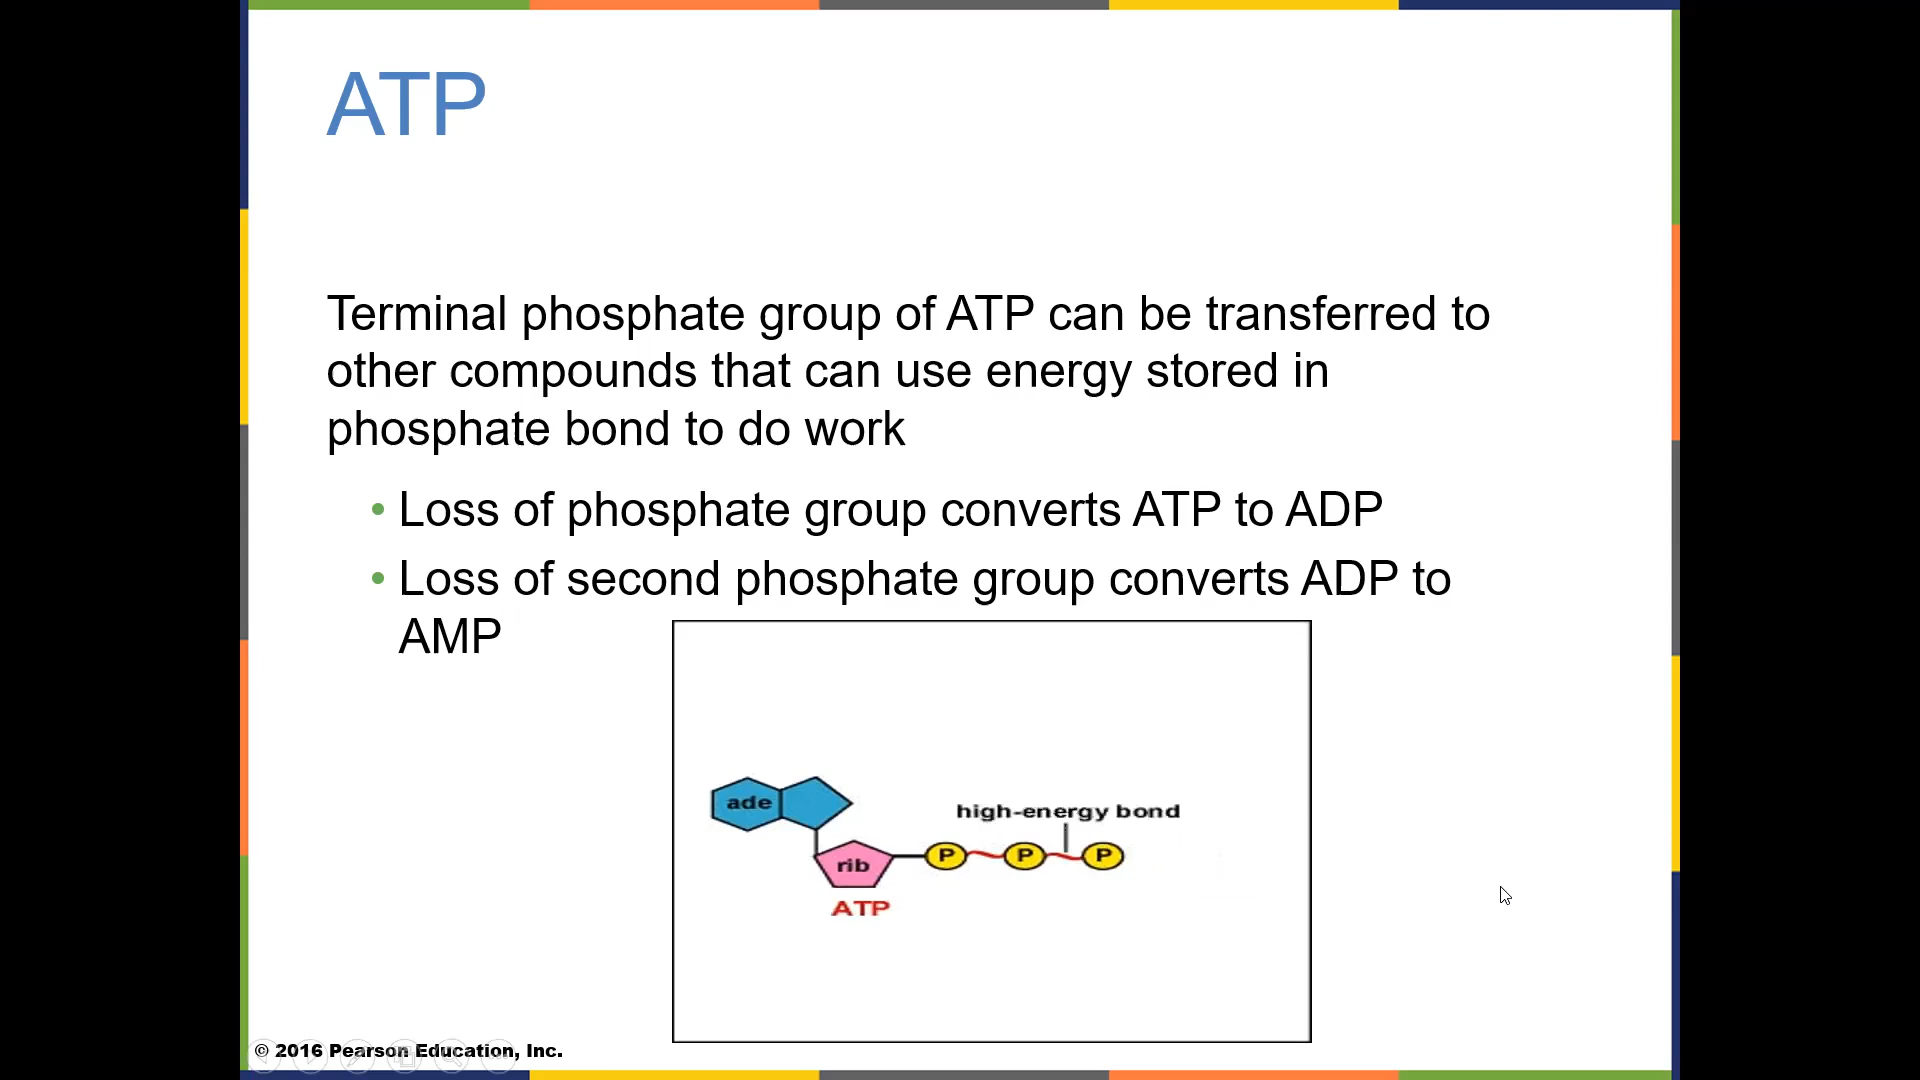 ATP
Terminal phosphate group of ATP can be transferred to
other compounds that can use energy stored in
phosphate bond to do work
• Loss of phosphate group converts ATP to ADP
• Loss of second phosphate group converts ADP to
AMP
ade
high-energy bond
rib
P P P
ATP
© 2016 Pearson Education, Inc.